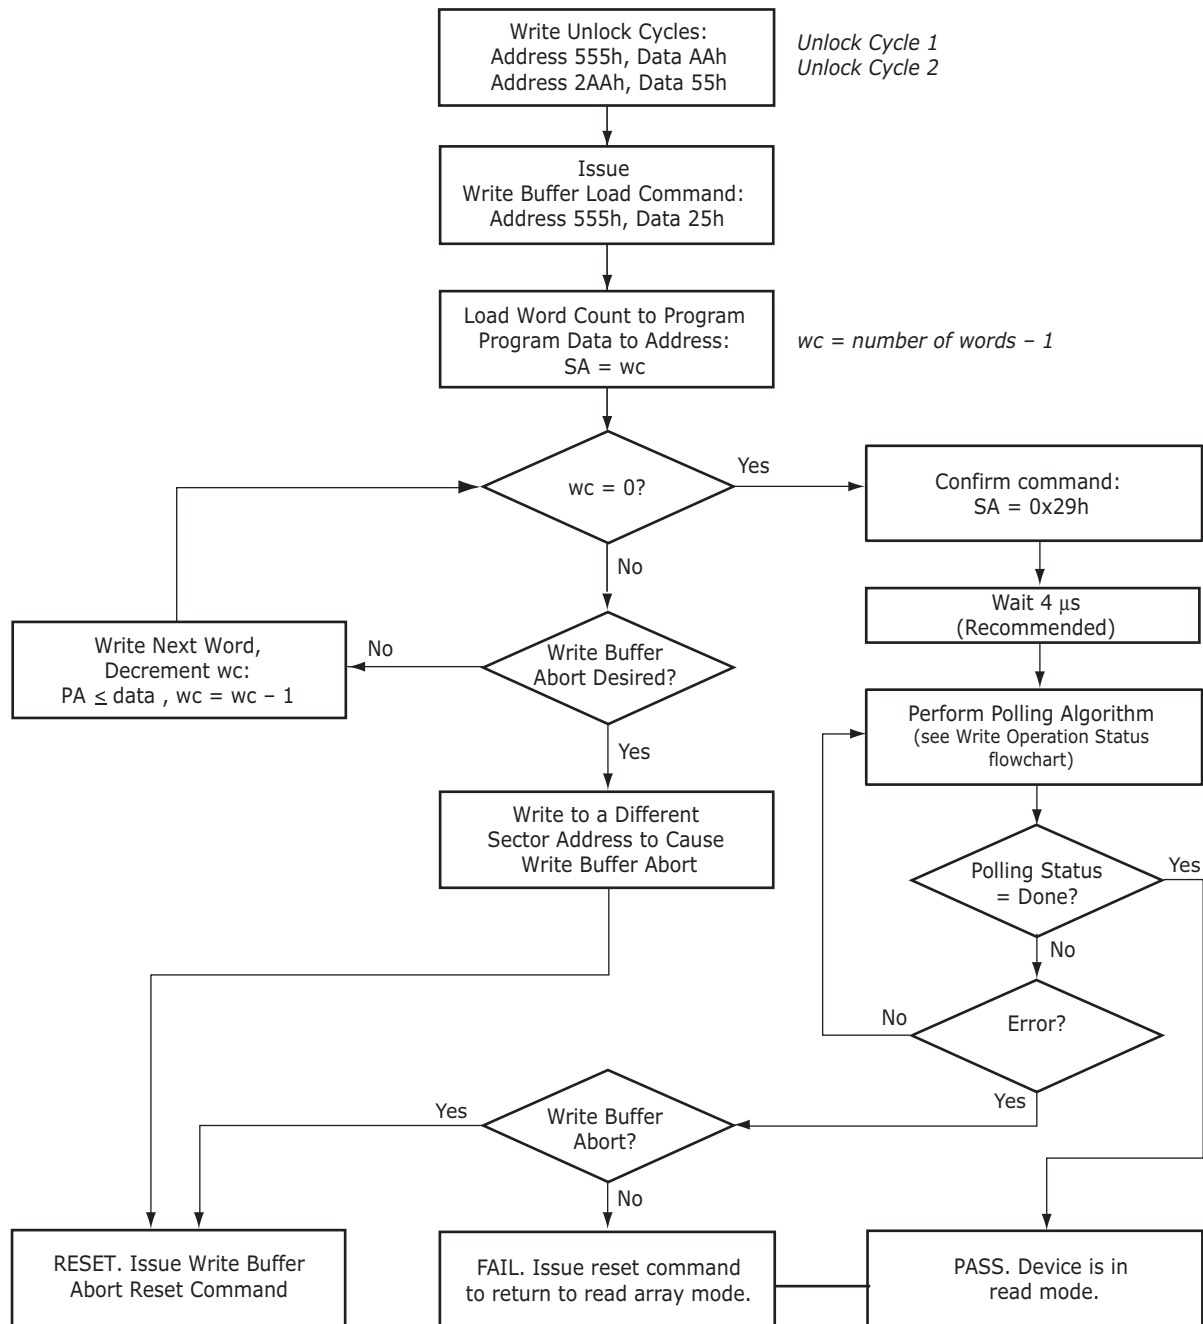 Write Unlock Cycles:
Address 555h, Data AAh
Address 2AAh, Data 55h
Unlock Cycle 1
Unlock Cycle 2
Issue
Write Buffer Load Command:
Address 555h, Data 25h
Load Word Count to Program
Program Data to Address:
SA = wc
wc = number of words – 1
wc = 0?
Yes
Confirm command:
SA = 0x29h
No
Wait 4 μs
(Recommended)
Write Buffer
Abort Desired?
No
Write Next Word,
Decrement wc:
PA ≤ data , wc = wc – 1
Yes
Perform Polling Algorithm
(see Write Operation Status
flowchart)
Write to a Different
Sector Address to Cause
Write Buffer Abort
Polling Status
= Done?
Yes
No
Error?
No
Yes
Write Buffer
Abort?
Yes
No
RESET. Issue Write Buffer
Abort Reset Command
FAIL. Issue reset command
to return to read array mode.
PASS. Device is in
read mode.